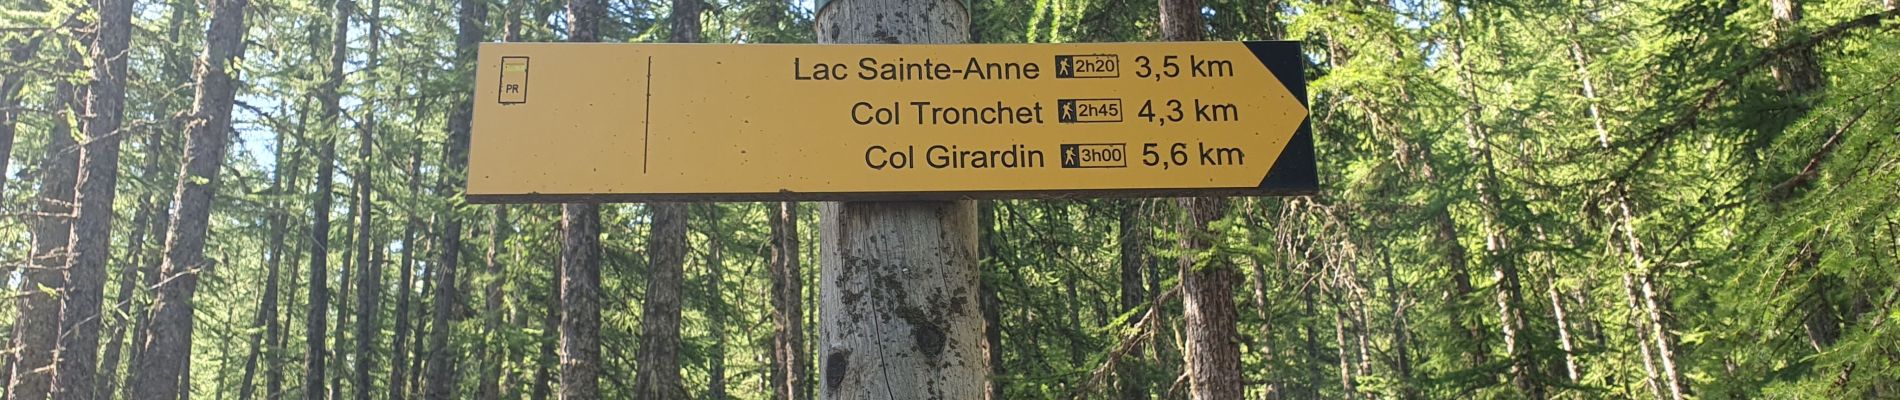 PR
Lac Sainte-Anne 2h20 3,5 km
Col Tronchet 2h45 4,3 km
Col Girardin 3h00 5,6 km